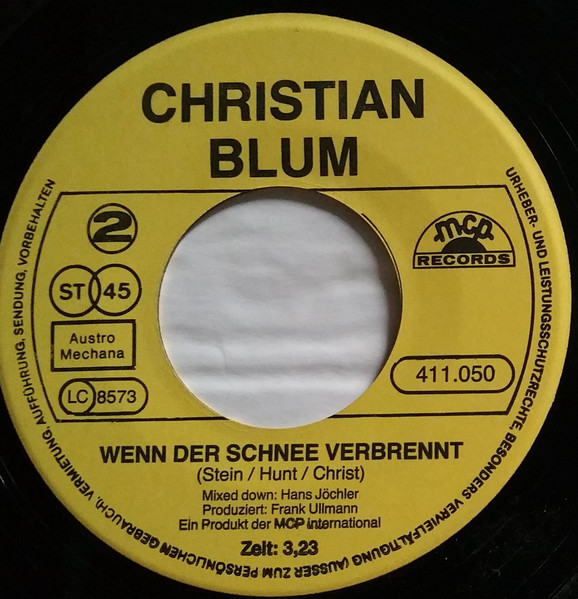 CHRISTIAN
BLUM
2
ST 45
Austro
Mechana
LC 8573
mcp
RECORDS
411.050
WENN DER SCHNEE VERBRENNT
(Stein / Hunt / Christ)
Mixed down: Hans Jöchler
Produziert: Frank Ullmann
Ein Produkt der MCP international
Zeit: 3,23
URHEBER- UND LEISTUNGSSCHUTZRECHTE, BESONDERS VERVIELFÄLTIGUNG (AUSSER ZUM PERSÖNLICHEN GEBRAUCH), VERMIETUNG, AUFFÜHRUNG, SENDUNG, VORBEHALTEN